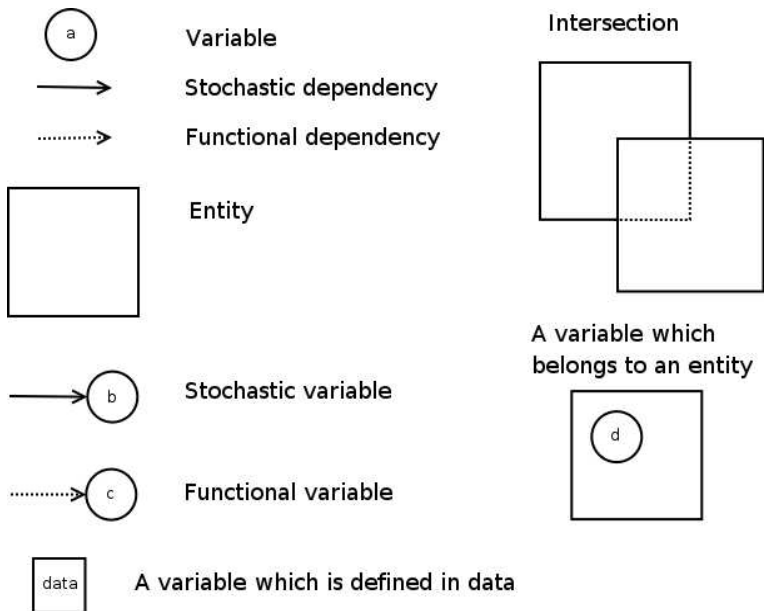 a
Variable
Stochastic dependency
Functional dependency
Entity
b
Stochastic variable
c
Functional variable
data
A variable which is defined in data
Intersection
A variable which
belongs to an entity
d